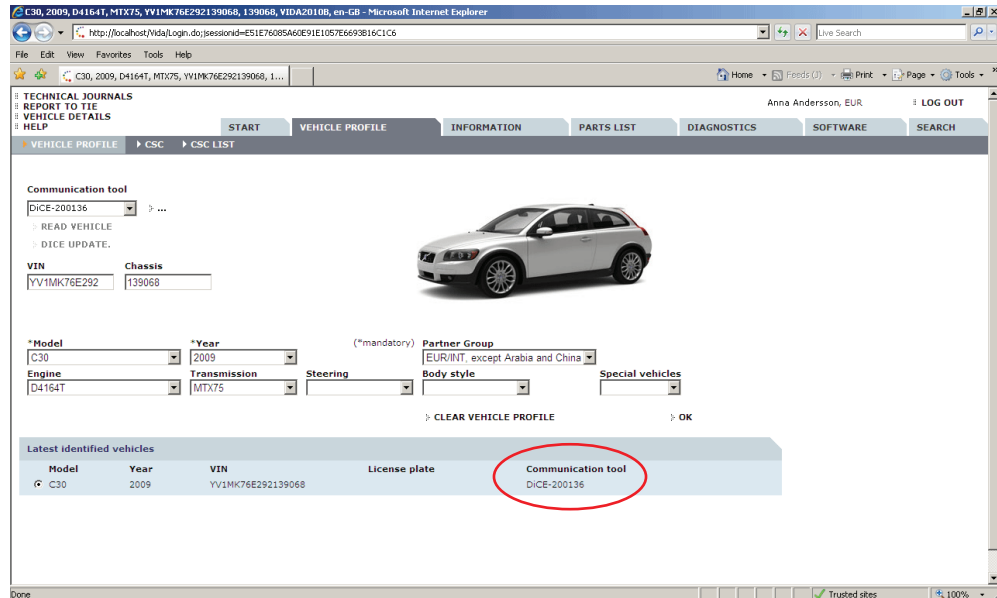 C30, 2009, D4164T, MTX75, YV1MK76E292139068, 139068, VIDA2010B, en-GB - Microsoft Internet Explorer
http://localhost/Vida/Login.do;jsessionid=E51E76085A60E91E1057E6693B16C1C6
Live Search
File Edit View Favorites Tools Help
C30, 2009, D4164T, MTX75, YV1MK76E292139068, 1...
Home Feeds (J) Print Page Tools »
TECHNICAL JOURNALS
REPORT TO TIE
VEHICLE DETAILS
HELP
Anna Andersson, EUR LOG OUT
START VEHICLE PROFILE INFORMATION PARTS LIST DIAGNOSTICS SOFTWARE SEARCH
VEHICLE PROFILE CSC CSC LIST
Communication tool
DiCE-200136 ...
READ VEHICLE
DICE UPDATE.
VIN Chassis
YV1MK76E292 139068
*Model *Year (*mandatory) Partner Group
C30 2009 EUR/INT, except Arabia and China
Engine Transmission Steering Body style Special vehicles
D4164T MTX75
CLEAR VEHICLE PROFILE OK
Latest identified vehicles
Model Year VIN License plate Communication tool
C30 2009 YV1MK76E292139068 DiCE-200136
Done Trusted sites 100%